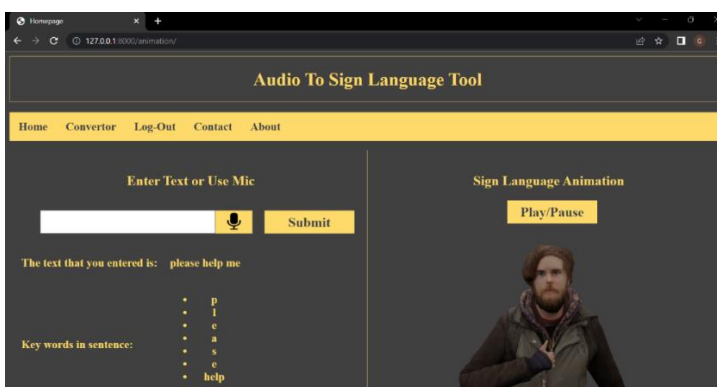 Homepage
127.0.0.1:8000/animation/
Audio To Sign Language Tool
Home Convertor Log-Out Contact About
Enter Text or Use Mic
Submit
The text that you entered is: please help me
Key words in sentence:
p
l
e
a
s
e
help
Sign Language Animation
Play/Pause